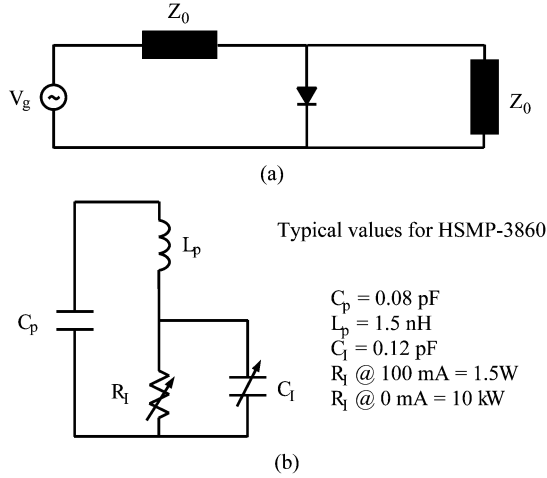 Z0
Vg
Z0
(a)
Typical values for HSMP-3860
Lp
Cp
Cp = 0.08 pF
Lp = 1.5 nH
CI = 0.12 pF
RI @ 100 mA = 1.5W
RI @ 0 mA = 10 kW
RI
CI
(b)